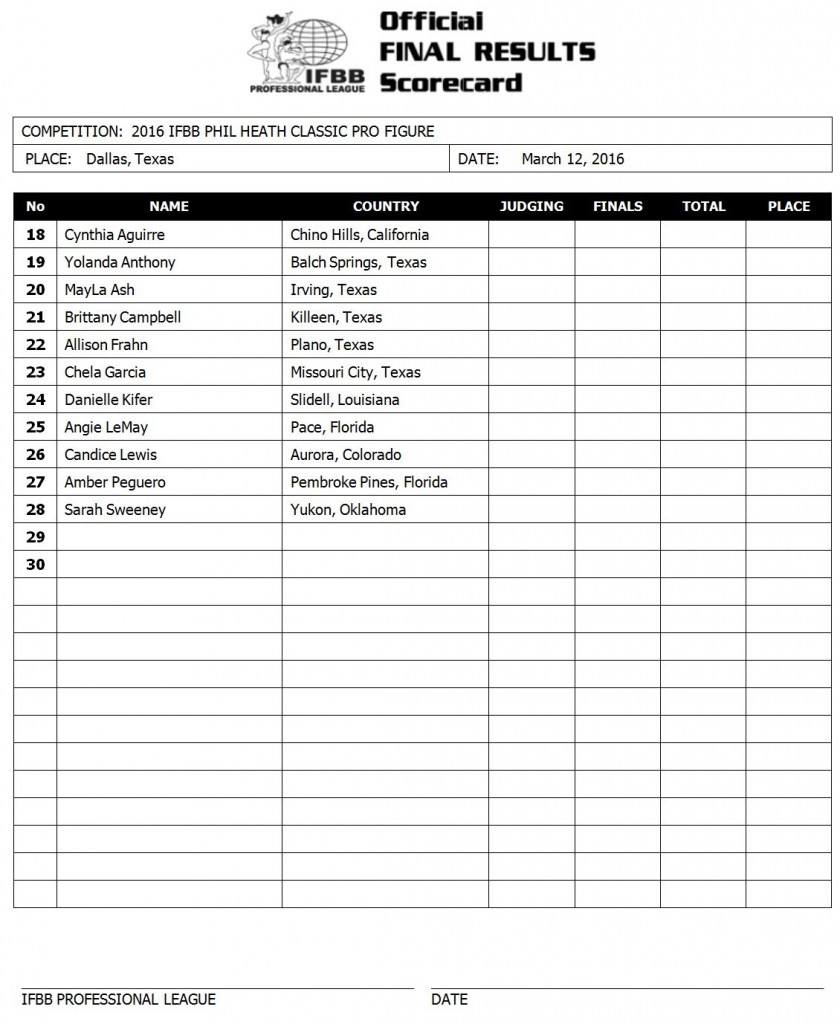 Official
FINAL RESULTS
Scorecard
IFBB
PROFESSIONAL LEAGUE
COMPETITION: 2016 IFBB PHIL HEATH CLASSIC PRO FIGURE
PLACE: Dallas, Texas DATE: March 12, 2016
No NAME COUNTRY JUDGING FINALS TOTAL PLACE
18 Cynthia Aguirre Chino Hills, California
19 Yolanda Anthony Balch Springs, Texas
20 MayLa Ash Irving, Texas
21 Brittany Campbell Killeen, Texas
22 Allison Frahn Plano, Texas
23 Chela Garcia Missouri City, Texas
24 Danielle Kifer Slidell, Louisiana
25 Angie LeMay Pace, Florida
26 Candice Lewis Aurora, Colorado
27 Amber Peguero Pembroke Pines, Florida
28 Sarah Sweeney Yukon, Oklahoma
29
30
IFBB PROFESSIONAL LEAGUE DATE